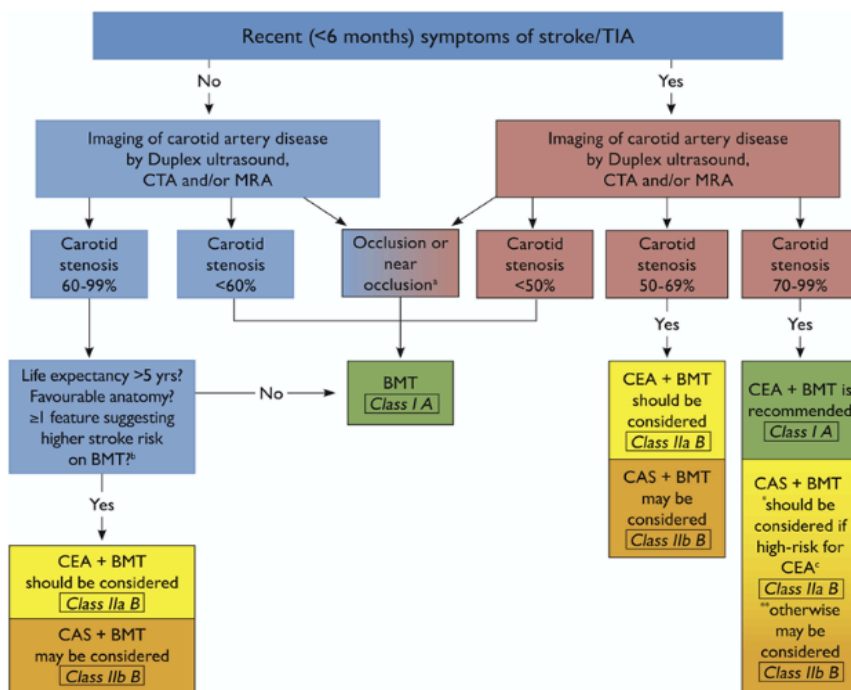 Recent (<6 months) symptoms of stroke/TIA
No
Yes
Imaging of carotid artery disease
by Duplex ultrasound,
CTA and/or MRA
Imaging of carotid artery disease
by Duplex ultrasound,
CTA and/or MRA
Carotid
stenosis
60-99%
Carotid
stenosis
<60%
Occlusion or
near
occlusionª
Carotid
stenosis
<50%
Carotid
stenosis
50-69%
Carotid
stenosis
70-99%
Yes
Yes
Life expectancy >5 yrs?
Favourable anatomy?
≥1 feature suggesting
higher stroke risk
on BMT?ᵇ
No
BMT
Class I A
CEA + BMT
should be
considered
Class IIa B
CAS + BMT
may be
considered
Class IIb B
CEA + BMT is
recommended
Class I A
CAS + BMT
*should be
considered if
high-risk for
CEAᶜ
Class IIa B
**otherwise
may be
considered
Class IIb B
Yes
CEA + BMT
should be considered
Class IIa B
CAS + BMT
may be considered
Class IIb B